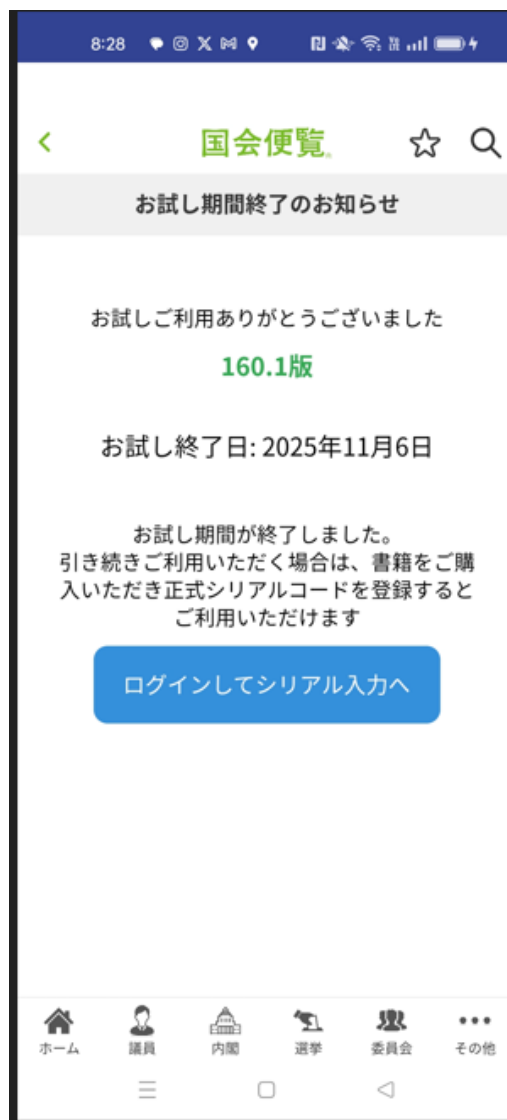 8:28
国会便覧
お試し期間終了のお知らせ
お試しご利用ありがとうございました
160.1版
お試し終了日: 2025年11月6日
お試し期間が終了しました。
引き続きご利用いただく場合は、書籍をご購
入いただき正式シリアルコードを登録すると
ご利用いただけます
ログインしてシリアル入力へ
ホーム 議員 内閣 選挙 委員会 その他